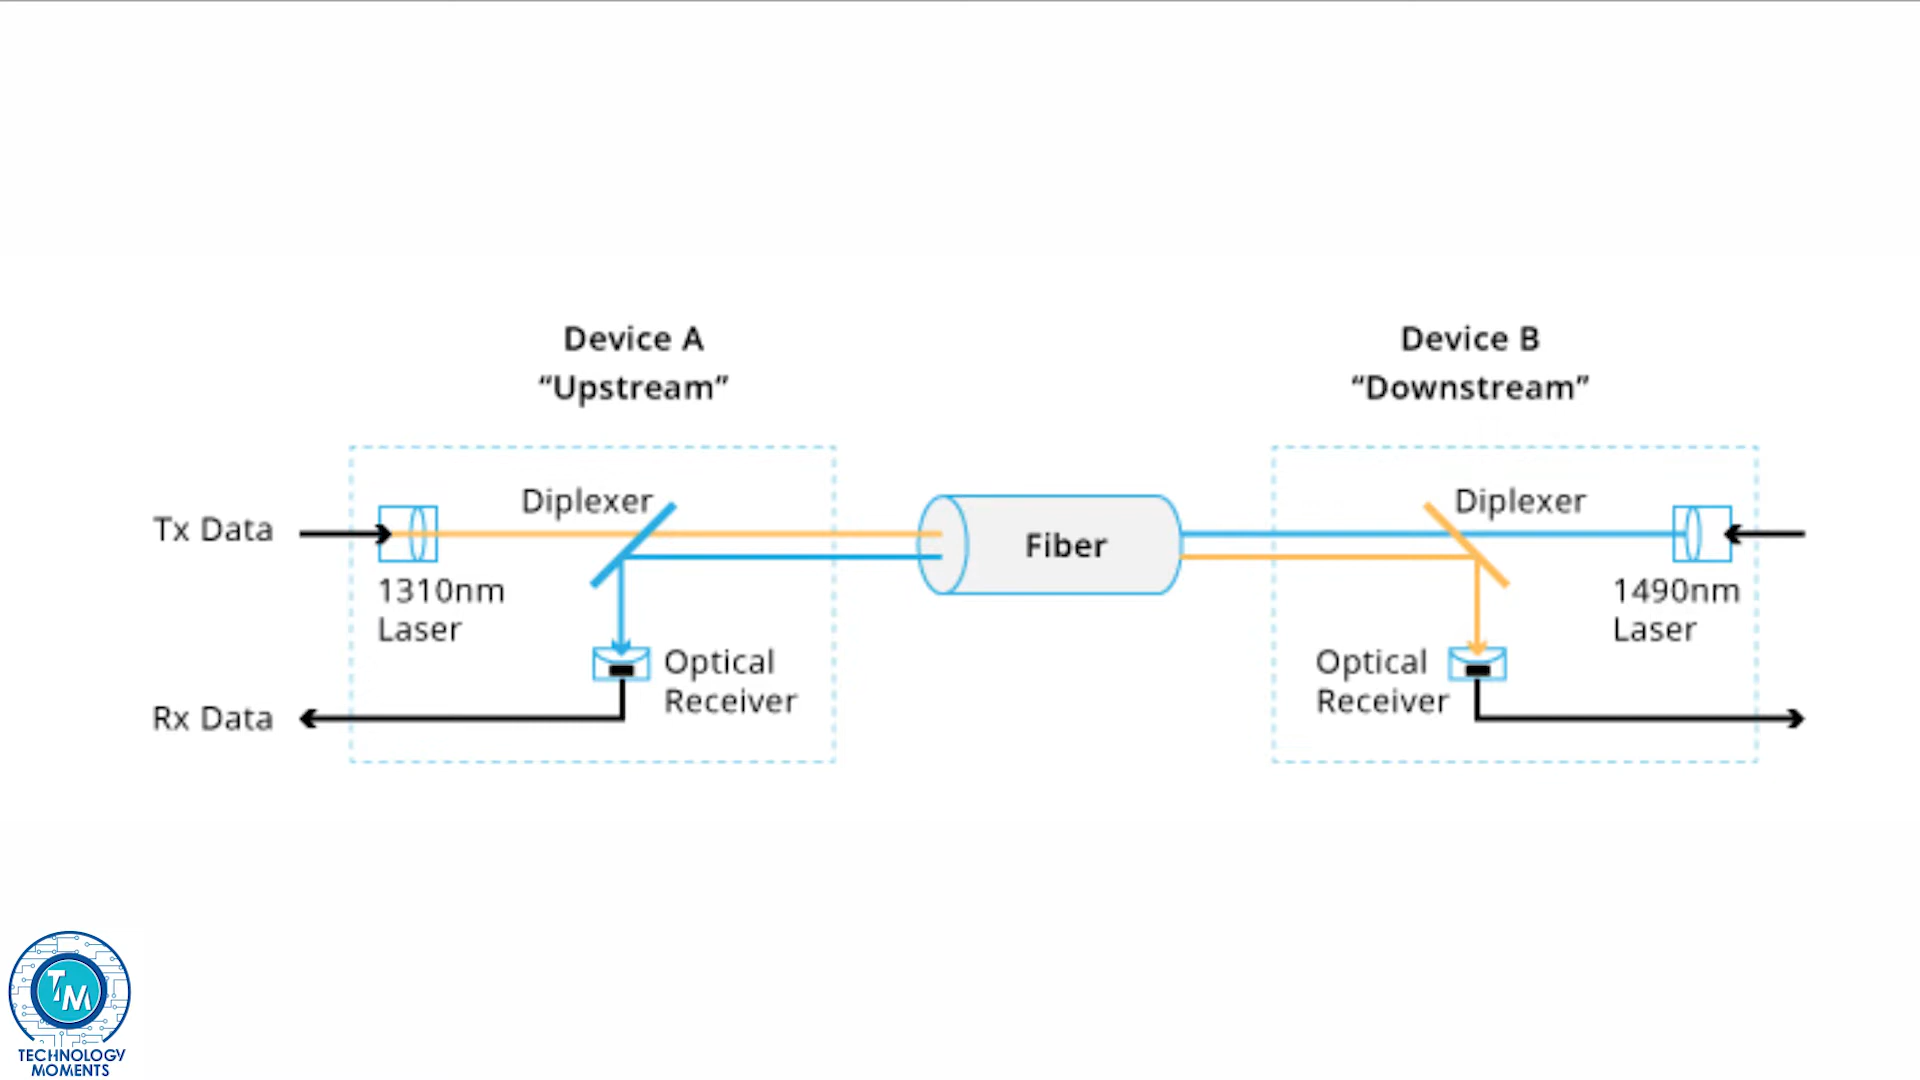 Device A
“Upstream”
Device B
“Downstream”
Tx Data
Diplexer
1310nm
Laser
Optical
Receiver
Rx Data
Fiber
Diplexer
1490nm
Laser
Optical
Receiver
TM
TECHNOLOGY
MOMENTS